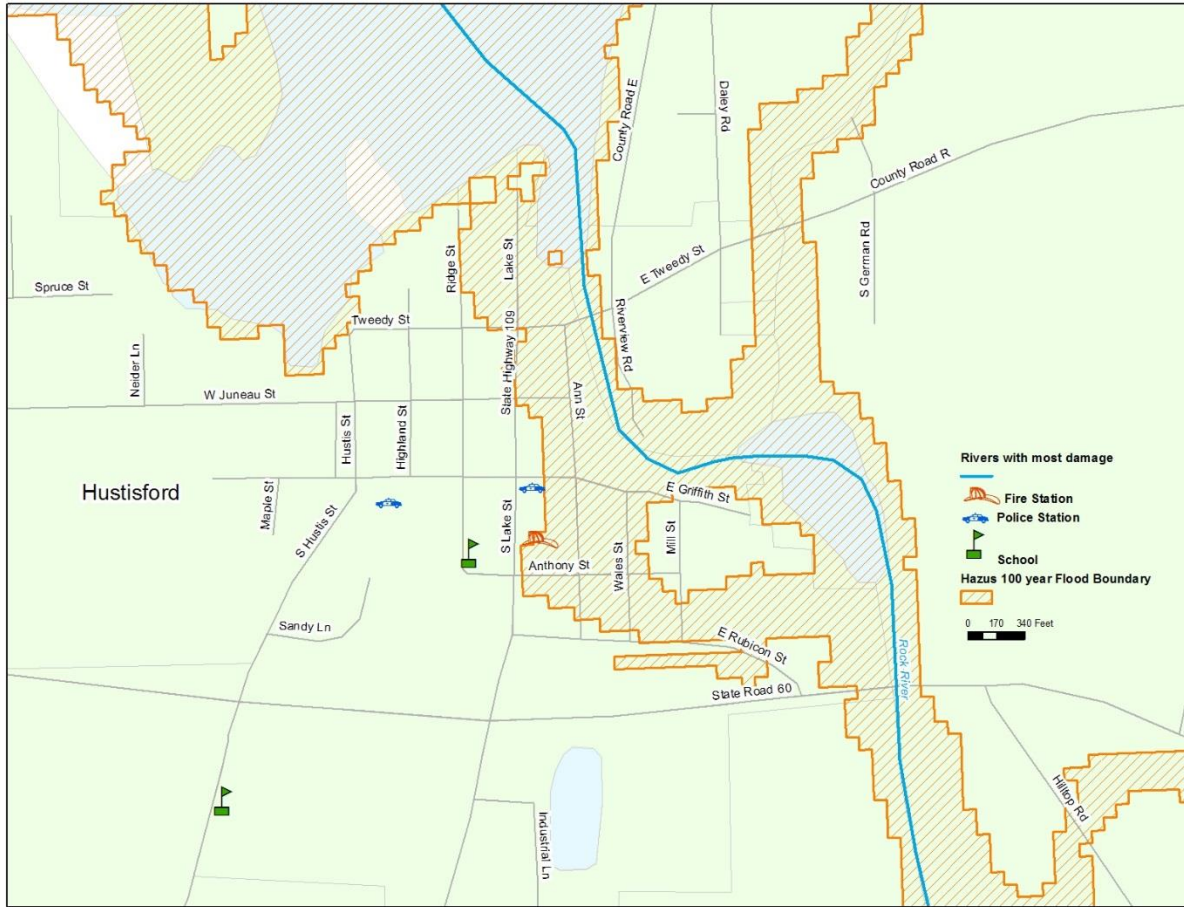 County Road E
Daley Rd
County Road R
S German Rd
E Tweedy St
Riverview Rd
Ridge St
Lake St
Spruce St
Tweedy St
State Highway 109
Neider Ln
W Juneau St
Ann St
Hustis St
Highland St
Hustisford
Maple St
S Hustis St
E Griffith St
S Lake St
Mill St
Anthony St
Wales St
Sandy Ln
E Rubicon St
State Road 60
Rock River
Hilltop Rd
Industrial Ln
Rivers with most damage
Fire Station
Police Station
School
Hazus 100 year Flood Boundary
0 170 340 Feet